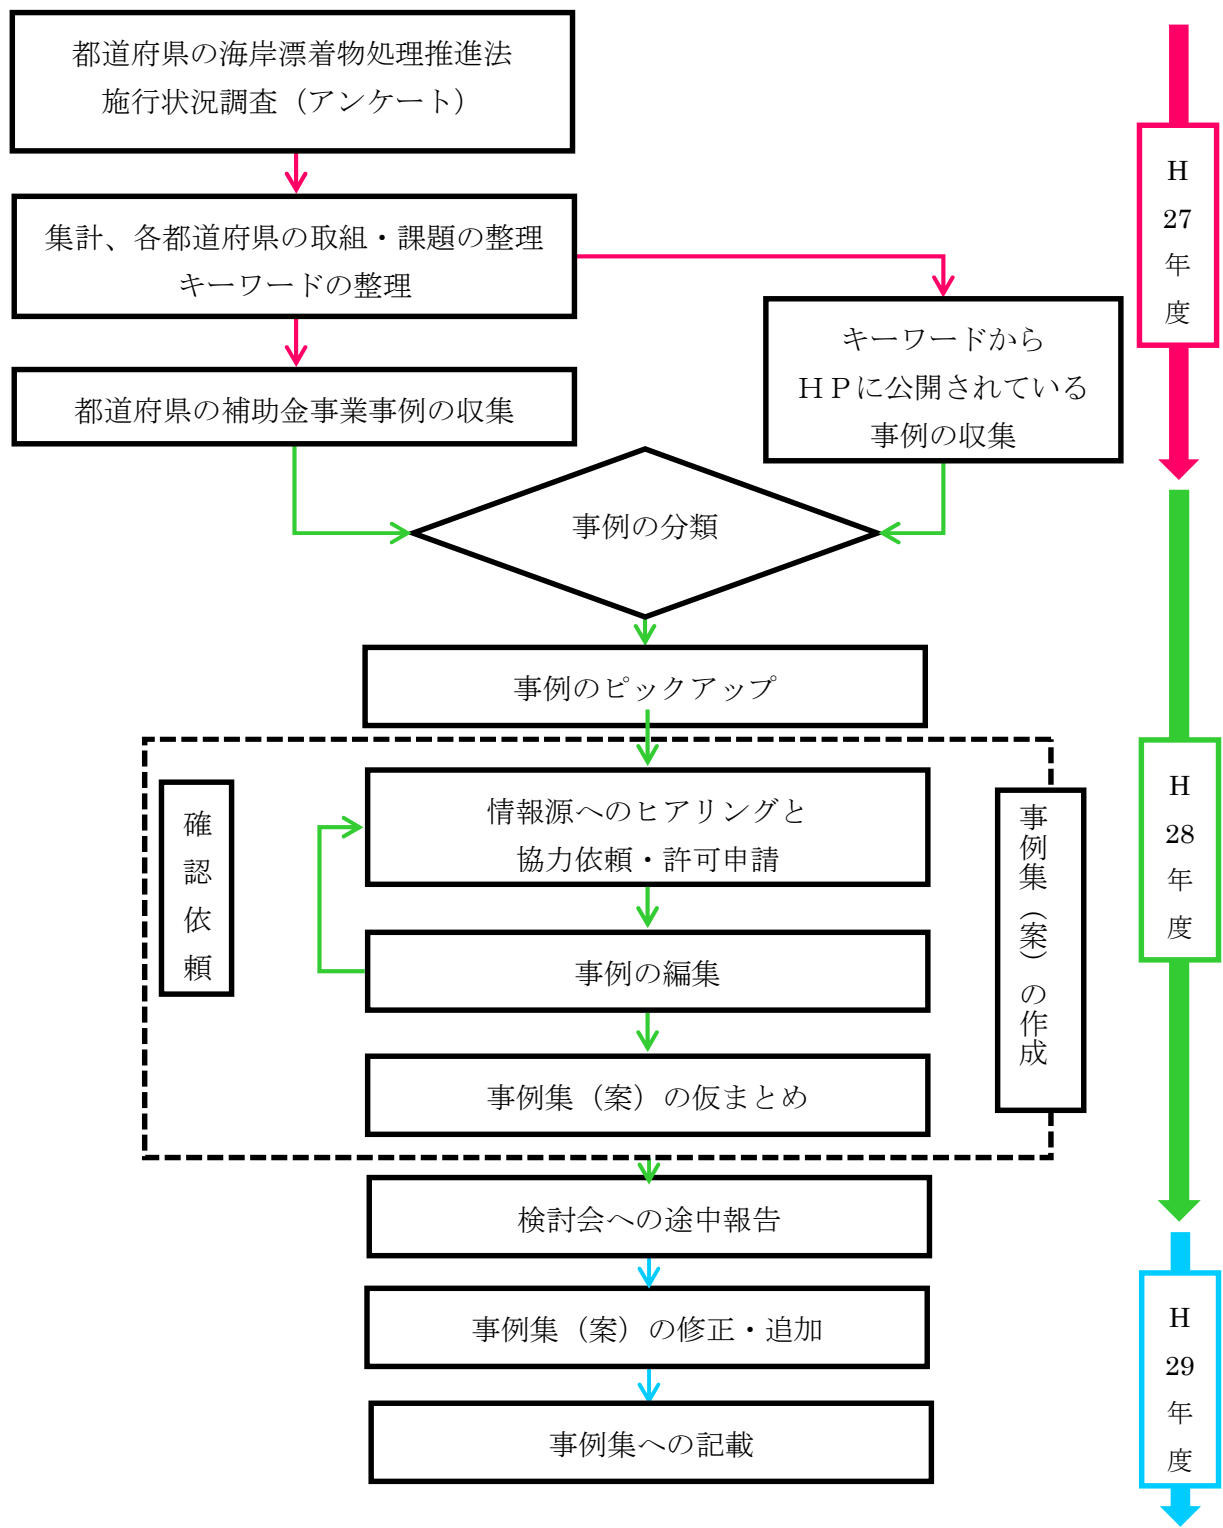 都道府県の海岸漂着物処理推進法
施行状況調査（アンケート）
集計、各都道府県の取組・課題の整理
キーワードの整理
キーワードから
ＨＰに公開されている
事例の収集
都道府県の補助金事業事例の収集
事例の分類
事例のピックアップ
情報源へのヒアリングと
協力依頼・許可申請
確認依頼
事例の編集
事例集（案）の仮まとめ
事例集（案）の作成
検討会への途中報告
事例集（案）の修正・追加
事例集への記載
H
27
年
度
H
28
年
度
H
29
年
度